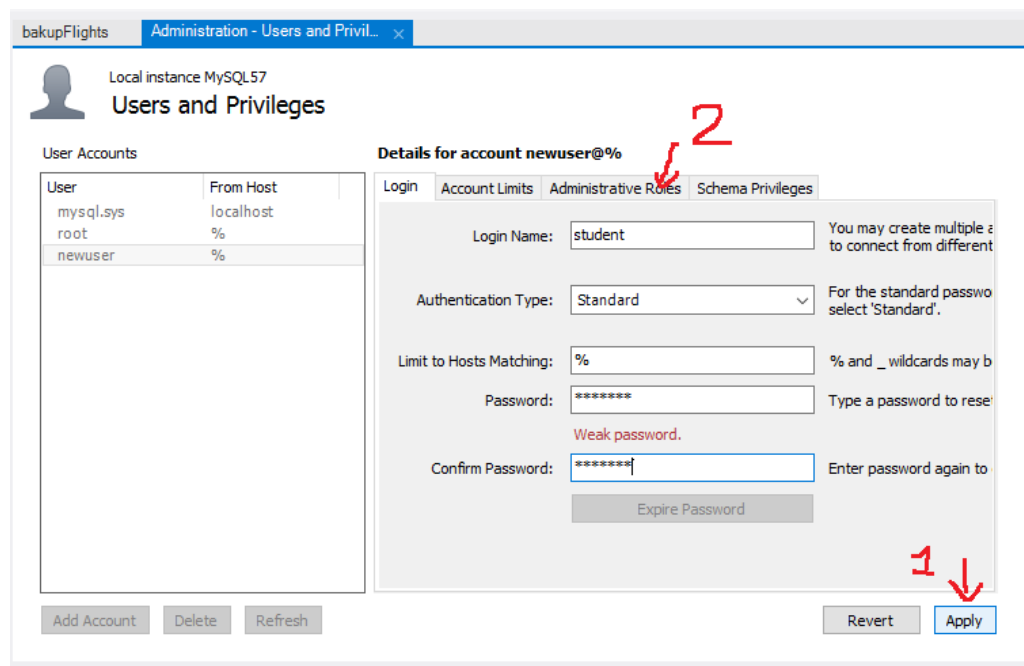 bakupFlights
Administration - Users and Privil...
Local instance MySQL57
Users and Privileges
User Accounts
User From Host
mysql.sys localhost
root %
newuser %
Add Account Delete Refresh
2
Details for account newuser@%
Login Account Limits Administrative Roles Schema Privileges
Login Name: student You may create multiple
to connect from different
Authentication Type: Standard For the standard
select 'Standard'.
Limit to Hosts Matching: % % and _ wildcards may
Password: ******* Type a password to
Weak password.
Confirm Password: ******* Enter password again to
Expire Password
1
Revert Apply